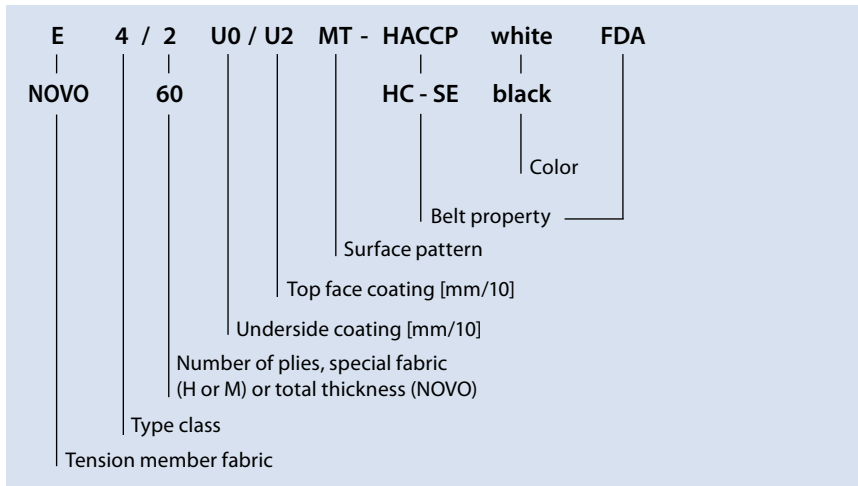 E 4 / 2 U0 / U2 MT - HACCP white FDA
NOVO 60 HC - SE black
Color
Belt property
Surface pattern
Top face coating [mm/10]
Underside coating [mm/10]
Number of plies, special fabric
(H or M) or total thickness (NOVO)
Type class
Tension member fabric